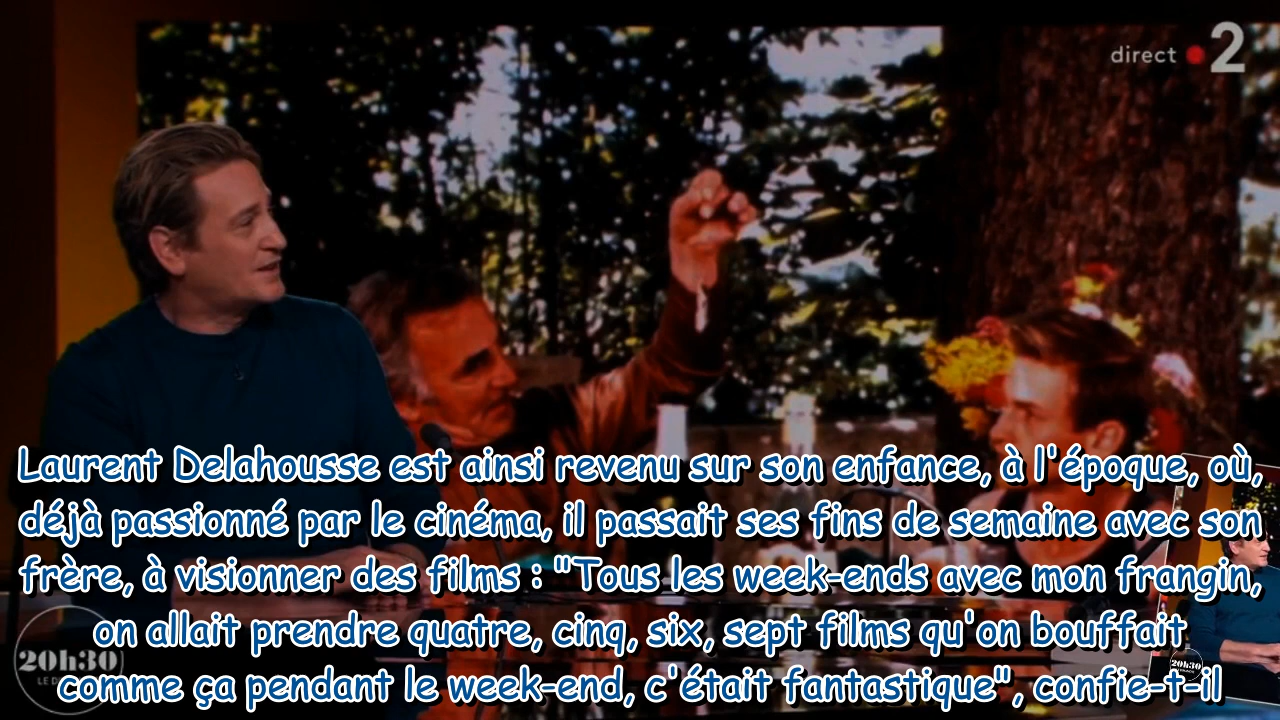 direct 2
Laurent Delahousse est ainsi revenu sur son enfance, à l'époque, où,
déjà passionné par le cinéma, il passait ses fins de semaine avec son
frère, à visionner des films : "Tous les week-ends avec mon frangin,
on allait prendre quatre, cinq, six, sept films qu'on bouffait
comme ça pendant le week-end, c'était fantastique", confie-t-il
20h30
20h30